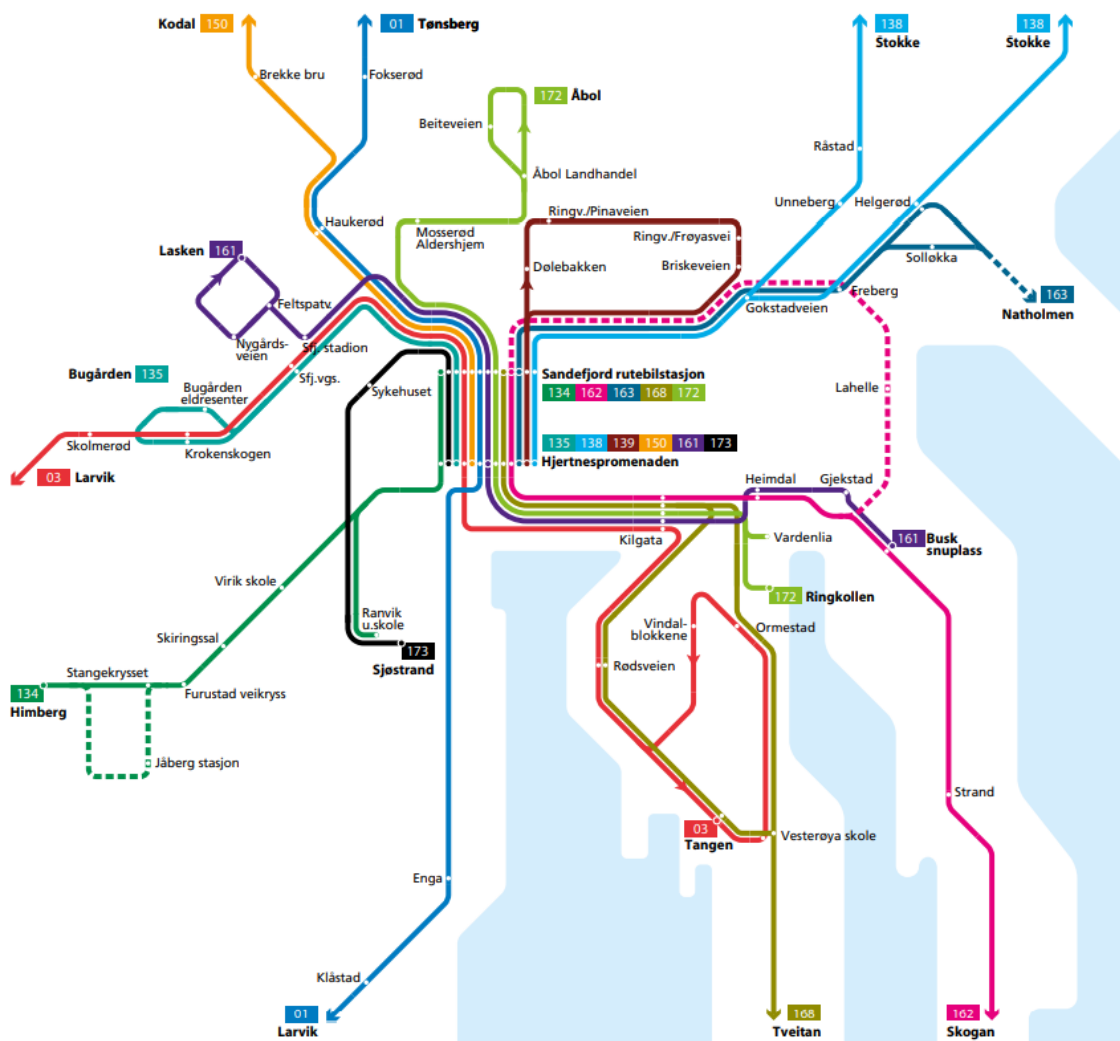 Kodal 150
01 Tønsberg
138
Stokke
138
Stokke
Brekke bru
Fokserød
172 Åbol
Beiteveien
Råstad
Åbol Landhandel
Unneberg
Helgerød
Ringv./Pinaveien
Haukerød
Mosserød
Aldershjem
Ringv./Frøyasvei
Lasken 161
Solløkka
Dølebakken
Briskeveien
Freberg
163
Natholmen
Feltspatv.
Gokstadveien
Nygårds-
veien
Sfj. stadion
Bugården 135
Sfj.vgs.
Sandefjord rutebilstasjon
134 162 163 168 172
Bugården
eldresenter
Sykehuset
Lahelle
Skolmerød
Krokenskogen
135 138 139 150 161 173
Hjertnespromenaden
03 Larvik
Heimdal
Gjekstad
Kilgata
Vardenlia
161 Busk
snuplass
Virik skole
172 Ringkollen
Ranvik
u.skole
Vindal-
blokkene
Ormestad
Skiringssal
173
Sjøstrand
Rødsveien
Stangekrysset
134
Himberg
Furustad veikryss
Jåberg stasjon
Strand
03
Tangen
Vesterøya skole
Enga
Klåstad
01
Larvik
168
Tveitan
162
Skogan